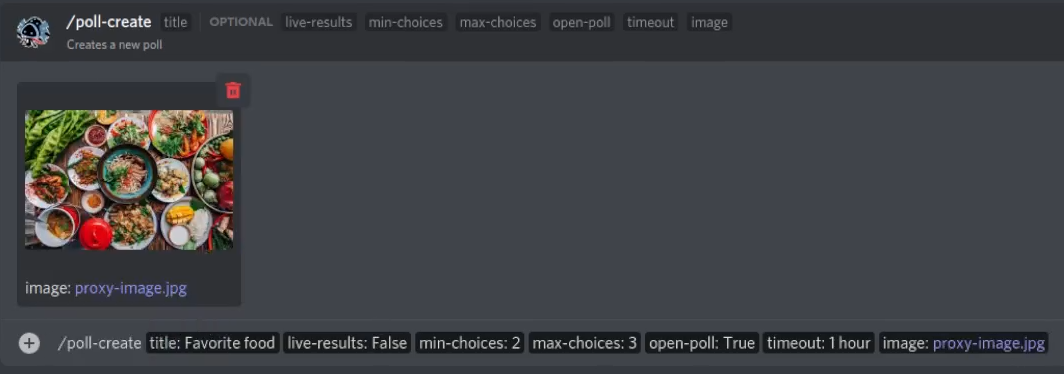 /poll-create title OPTIONAL live-results min-choices max-choices open-poll timeout image
Creates a new poll
image: proxy-image.jpg
/poll-create title: Favorite food live-results: False min-choices: 2 max-choices: 3 open-poll: True timeout: 1 hour image: proxy-image.jpg